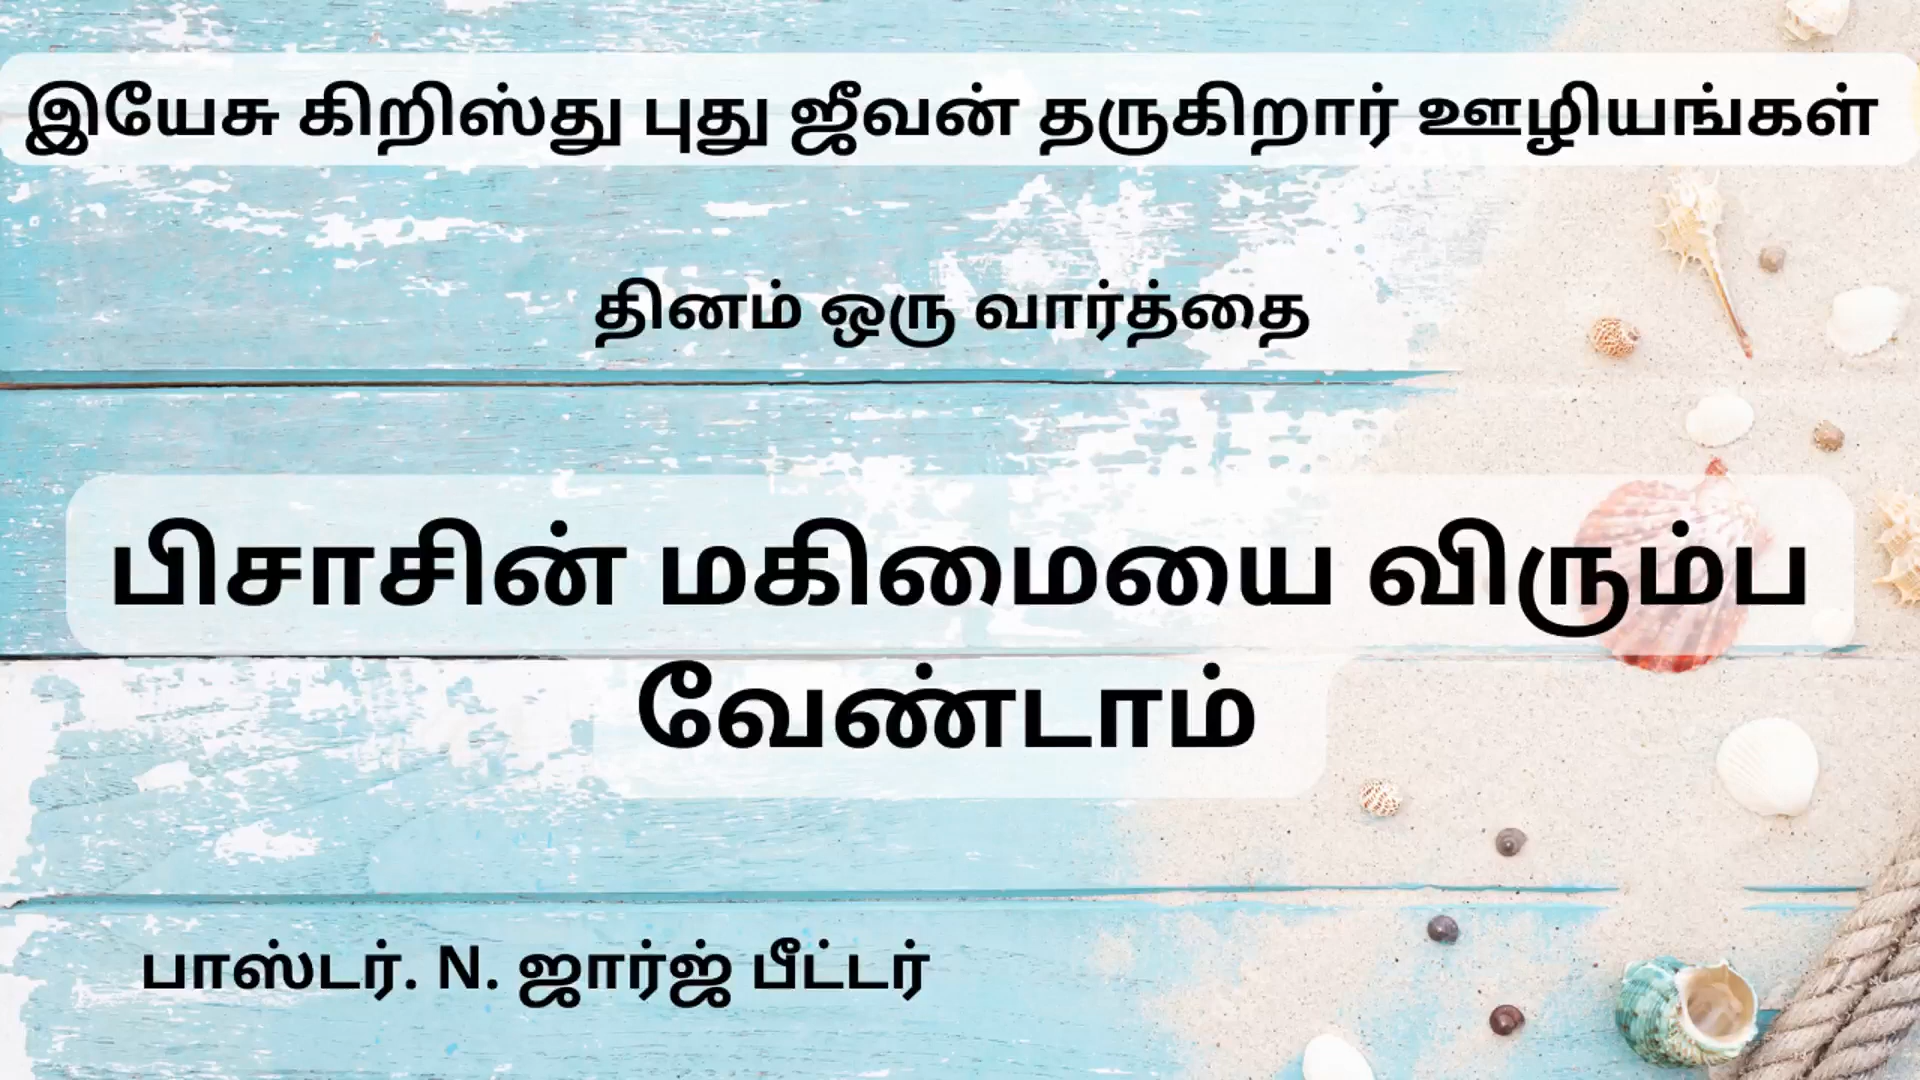 இயேசு கிறிஸ்து புது ஜீவன் தருகிறார் ஊழியங்கள்
தினம் ஒரு வார்த்தை
பிசாசின் மகிமையை விரும்ப
வேண்டாம்
பாஸ்டர். N. ஜார்ஜ் பீட்டர்